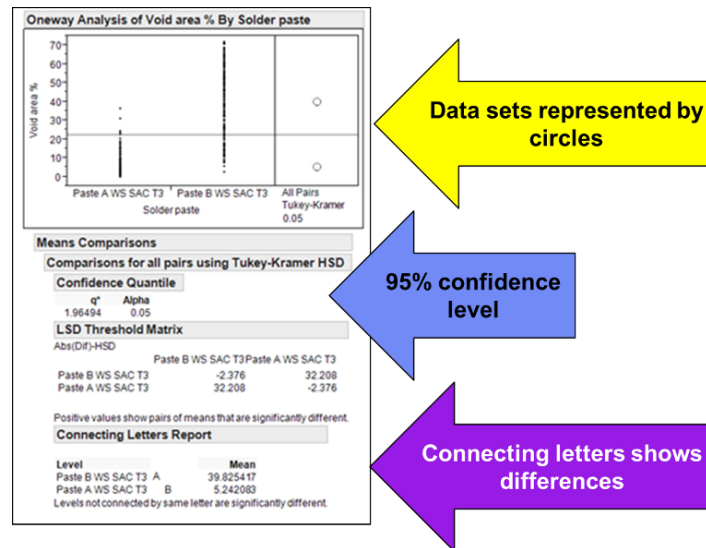 Oneway Analysis of Void area % By Solder paste
70
60
50
40
30
20
10
0
Void area %
Paste A WS SAC T3 Paste B WS SAC T3
Solder paste
All Pairs
Tukey-Kramer
0.05
Data sets represented by
circles
Means Comparisons
Comparisons for all pairs using Tukey-Kramer HSD
Confidence Quantile
q* Alpha
1.96494 0.05
95% confidence
level
LSD Threshold Matrix
Abs(Dif)-HSD
Paste B WS SAC T3 Paste A WS SAC T3
Paste B WS SAC T3 -2.376 32.208
Paste A WS SAC T3 32.208 -2.376
Positive values show pairs of means that are significantly different.
Connecting Letters Report
Level Mean
Paste B WS SAC T3 A 39.825417
Paste A WS SAC T3 B 5.242083
Levels not connected by same letter are significantly different.
Connecting letters shows
differences